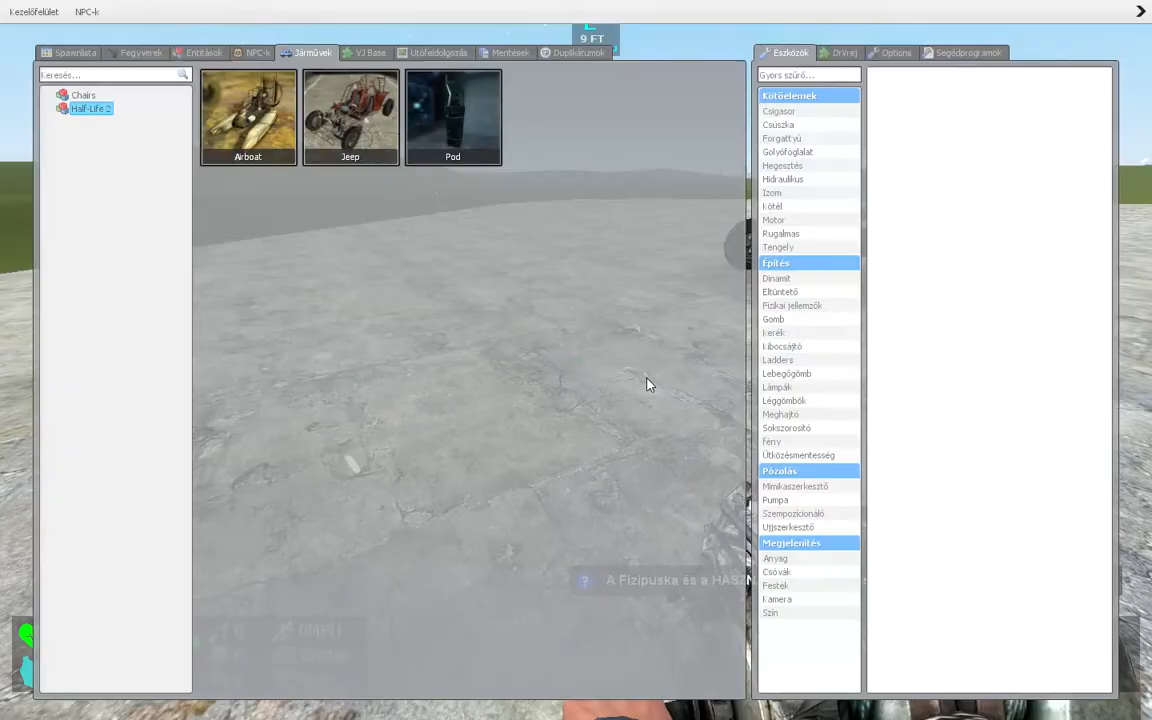 Kezelőfelület NPC-k
9 FT
Spawnlista Fegyverek Entitások NPC-k Járművek VJ Base Utófeldolgozás Mentések Duplikátumok
Eszközök DrVrej Options Segédprogramok
Keresés...
Chairs
Half-Life 2
Airboat Jeep Pod
Gyors szűrő...
Kötőelemek
Csigasor
Csúszka
Forgattyú
Golyófoglalat
Hegesztés
Hidraulikus
Izom
Kötél
Motor
Rugalmas
Tengely
Építés
Dinamit
Eltüntető
Fizikai jellemzők
Gomb
Kerék
Kibocsájtó
Ladders
Lebegőgömb
Lámpák
Léggömbök
Meghajtó
Sokszorosító
Fény
Ütközésmentesség
Pózolás
Mimikaszerkesztő
Pumpa
Szempozícionáló
Ujjszerkesztő
Megjelenítés
Anyag
Csóvák
Festék
Kamera
Szín
A Fizipuska és a HASZN